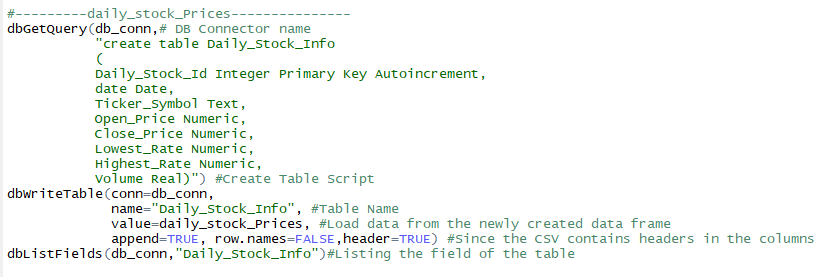 #---------daily_stock_Prices---------------
dbGetQuery(db_conn,# DB Connector name
           "create table Daily_Stock_Info
           (
           Daily_Stock_Id Integer Primary Key Autoincrement,
           date Date,
           Ticker_Symbol Text,
           Open_Price Numeric,
           Close_Price Numeric,
           Lowest_Rate Numeric,
           Highest_Rate Numeric,
           Volume Real)") #Create Table Script
dbWriteTable(conn=db_conn,
             name="Daily_Stock_Info", #Table Name
             value=daily_stock_Prices, #Load data from the newly created data frame
             append=TRUE, row.names=FALSE,header=TRUE) #Since the CSV contains headers in the columns
dbListFields(db_conn,"Daily_Stock_Info")#Listing the field of the table